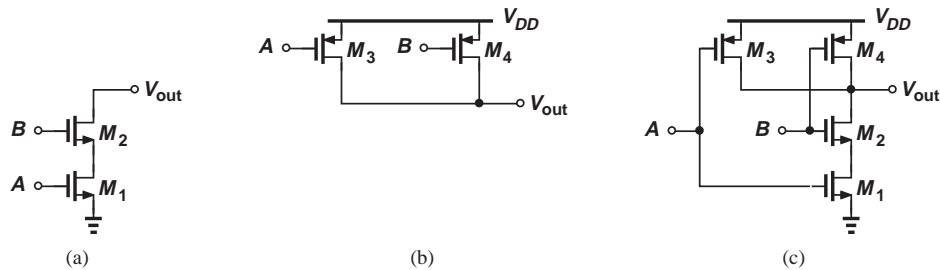 V_DD
A
M_3
B
M_4
V_out
V_out
B
M_2
A
M_1
V_DD
M_3
M_4
V_out
A
B
M_2
M_1
(a)
(b)
(c)